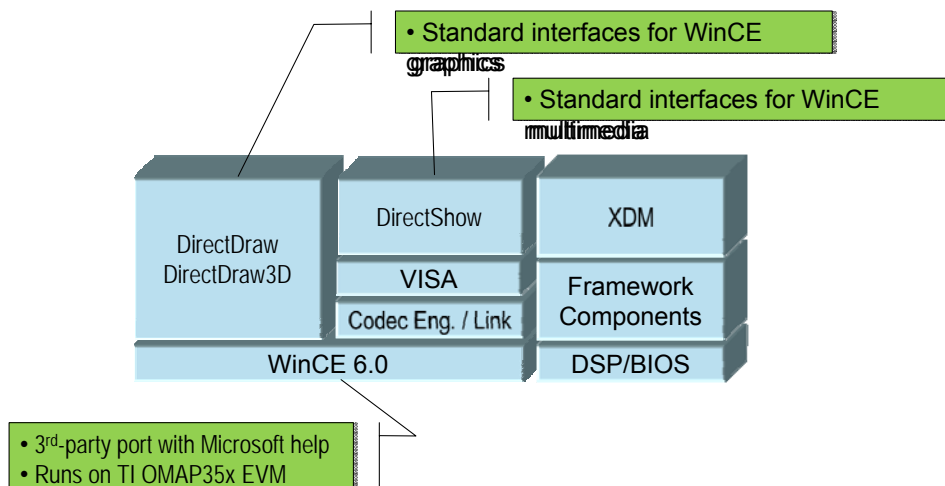 • Standard interfaces for WinCE
graphics
• Standard interfaces for WinCE
multimedia
DirectDraw
DirectDraw3D
DirectShow
XDM
VISA
Framework
Components
Codec Eng. / Link
WinCE 6.0
DSP/BIOS
• 3rd-party port with Microsoft help
• Runs on TI OMAP35x EVM